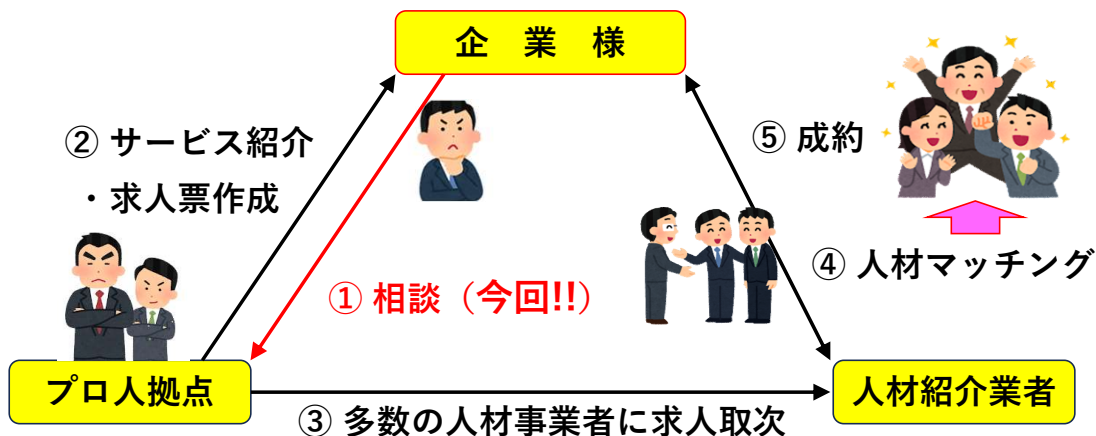 企　業　様
② サービス紹介
・求人票作成
⑤ 成約
④ 人材マッチング
① 相談（今回!!）
プロ人拠点
人材紹介業者
③ 多数の人材事業者に求人取次